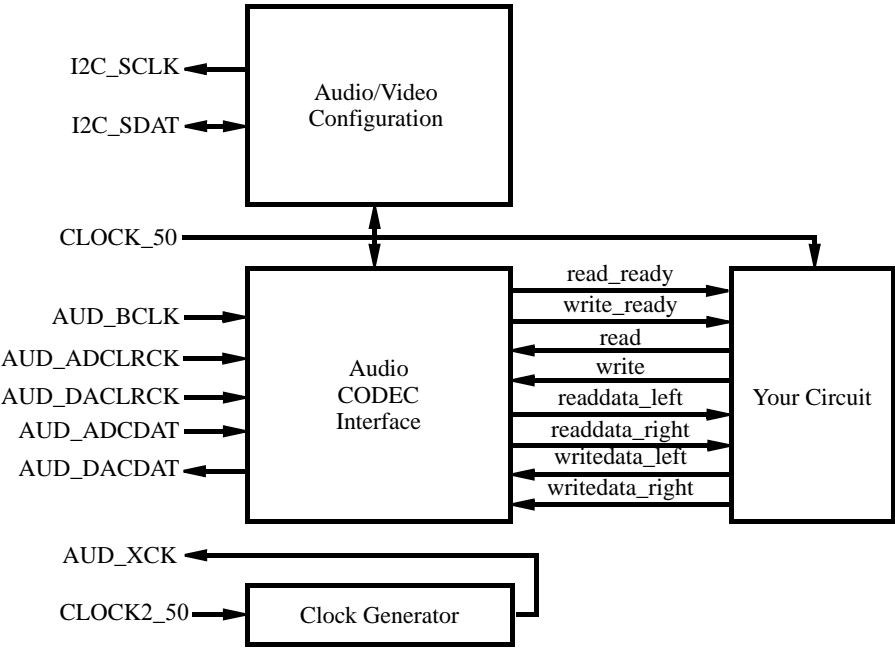 I2C_SCLK
I2C_SDAT
Audio/Video
Configuration
CLOCK_50
AUD_BCLK
AUD_ADCLRCK
AUD_DACLRCK
AUD_ADCDAT
AUD_DACDAT
Audio
CODEC
Interface
read_ready
write_ready
read
write
readdata_left
readdata_right
writedata_left
writedata_right
Your Circuit
AUD_XCK
CLOCK2_50
Clock Generator